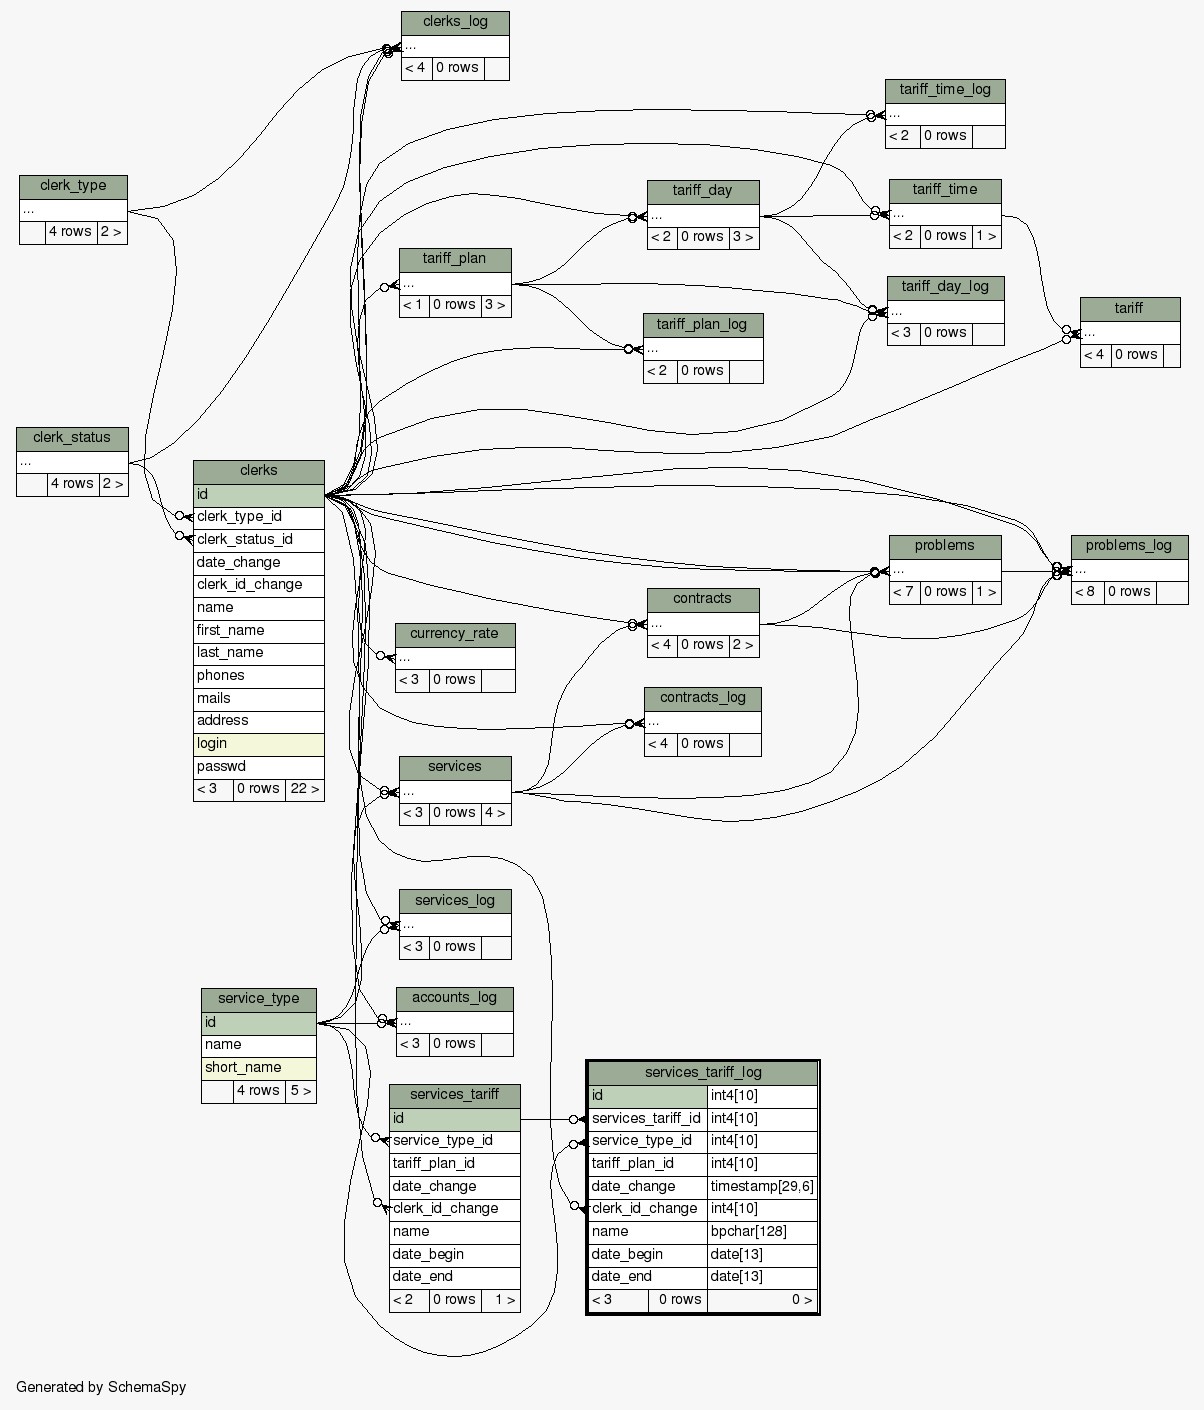 clerks_log
...
< 4 0 rows
tariff_time_log
...
< 2 0 rows
clerk_type
...
4 rows 2 >
tariff_day
...
< 2 0 rows 3 >
tariff_time
...
< 2 0 rows 1 >
tariff_plan
...
< 1 0 rows 3 >
tariff_day_log
...
< 3 0 rows
tariff_plan_log
...
< 2 0 rows
tariff
...
< 4 0 rows
clerk_status
...
4 rows 2 >
clerks
id
clerk_type_id
clerk_status_id
date_change
clerk_id_change
name
first_name
last_name
phones
mails
address
login
passwd
< 3 0 rows 22 >
problems
...
< 7 0 rows 1 >
problems_log
...
< 8 0 rows
contracts
...
< 4 0 rows 2 >
currency_rate
...
< 3 0 rows
contracts_log
...
< 4 0 rows
services
...
< 3 0 rows 4 >
services_log
...
< 3 0 rows
service_type
id
name
short_name
4 rows 5 >
accounts_log
...
< 3 0 rows
services_tariff
id
service_type_id
tariff_plan_id
date_change
clerk_id_change
name
date_begin
date_end
< 2 0 rows 1 >
services_tariff_log
id int4[10]
services_tariff_id int4[10]
service_type_id int4[10]
tariff_plan_id int4[10]
date_change timestamp[29,6]
clerk_id_change int4[10]
name bpchar[128]
date_begin date[13]
date_end date[13]
< 3 0 rows 0 >
Generated by SchemaSpy